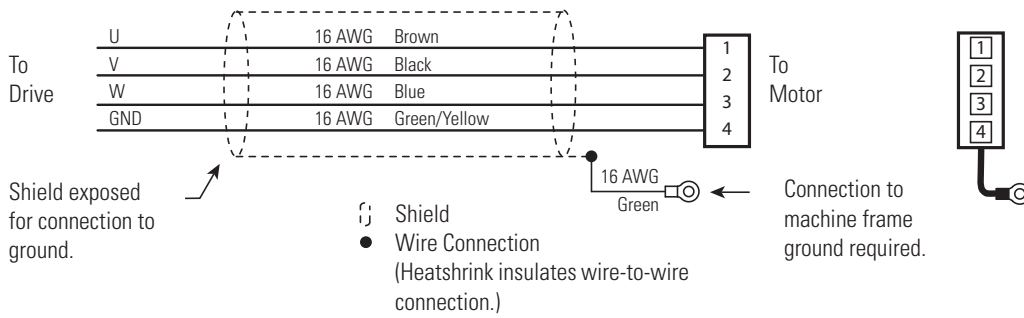 U 16 AWG Brown 1
V 16 AWG Black 2
W 16 AWG Blue 3
GND 16 AWG Green/Yellow 4
To
Drive
To
Motor
1
2
3
4
Shield exposed
for connection to
ground.
16 AWG
Green
Connection to
machine frame
ground required.
Shield
Wire Connection
(Heatshrink insulates wire-to-wire
connection.)